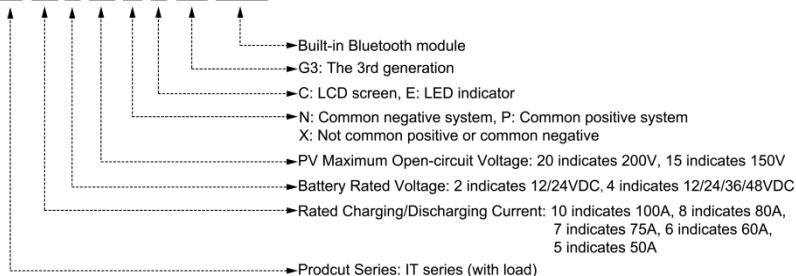 Built-in Bluetooth module
G3: The 3rd generation
C: LCD screen, E: LED indicator
N: Common negative system, P: Common positive system
X: Not common positive or common negative
PV Maximum Open-circuit Voltage: 20 indicates 200V, 15 indicates 150V
Battery Rated Voltage: 2 indicates 12/24VDC, 4 indicates 12/24/36/48VDC
Rated Charging/Discharging Current: 10 indicates 100A, 8 indicates 80A,
7 indicates 75A, 6 indicates 60A,
5 indicates 50A
Prodcut Series: IT series (with load)